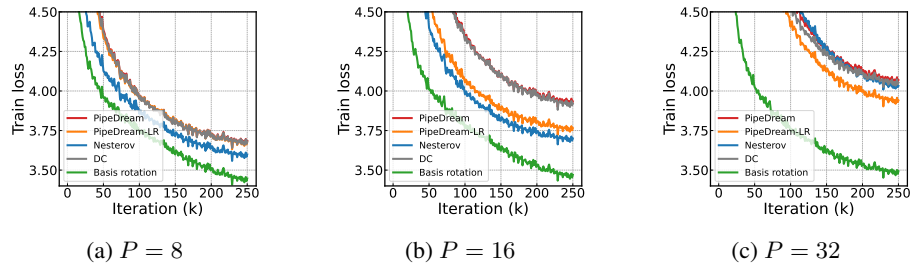 4.50
4.25
4.00
3.75
3.50
Train loss
PipeDream
PipeDream-LR
Nesterov
DC
Basis rotation
0 50 100 150 200 250
Iteration (k)
(a) P = 8
4.50
4.25
4.00
3.75
3.50
Train loss
PipeDream
PipeDream-LR
Nesterov
DC
Basis rotation
0 50 100 150 200 250
Iteration (k)
(b) P = 16
4.50
4.25
4.00
3.75
3.50
Train loss
PipeDream
PipeDream-LR
Nesterov
DC
Basis rotation
0 50 100 150 200 250
Iteration (k)
(c) P = 32